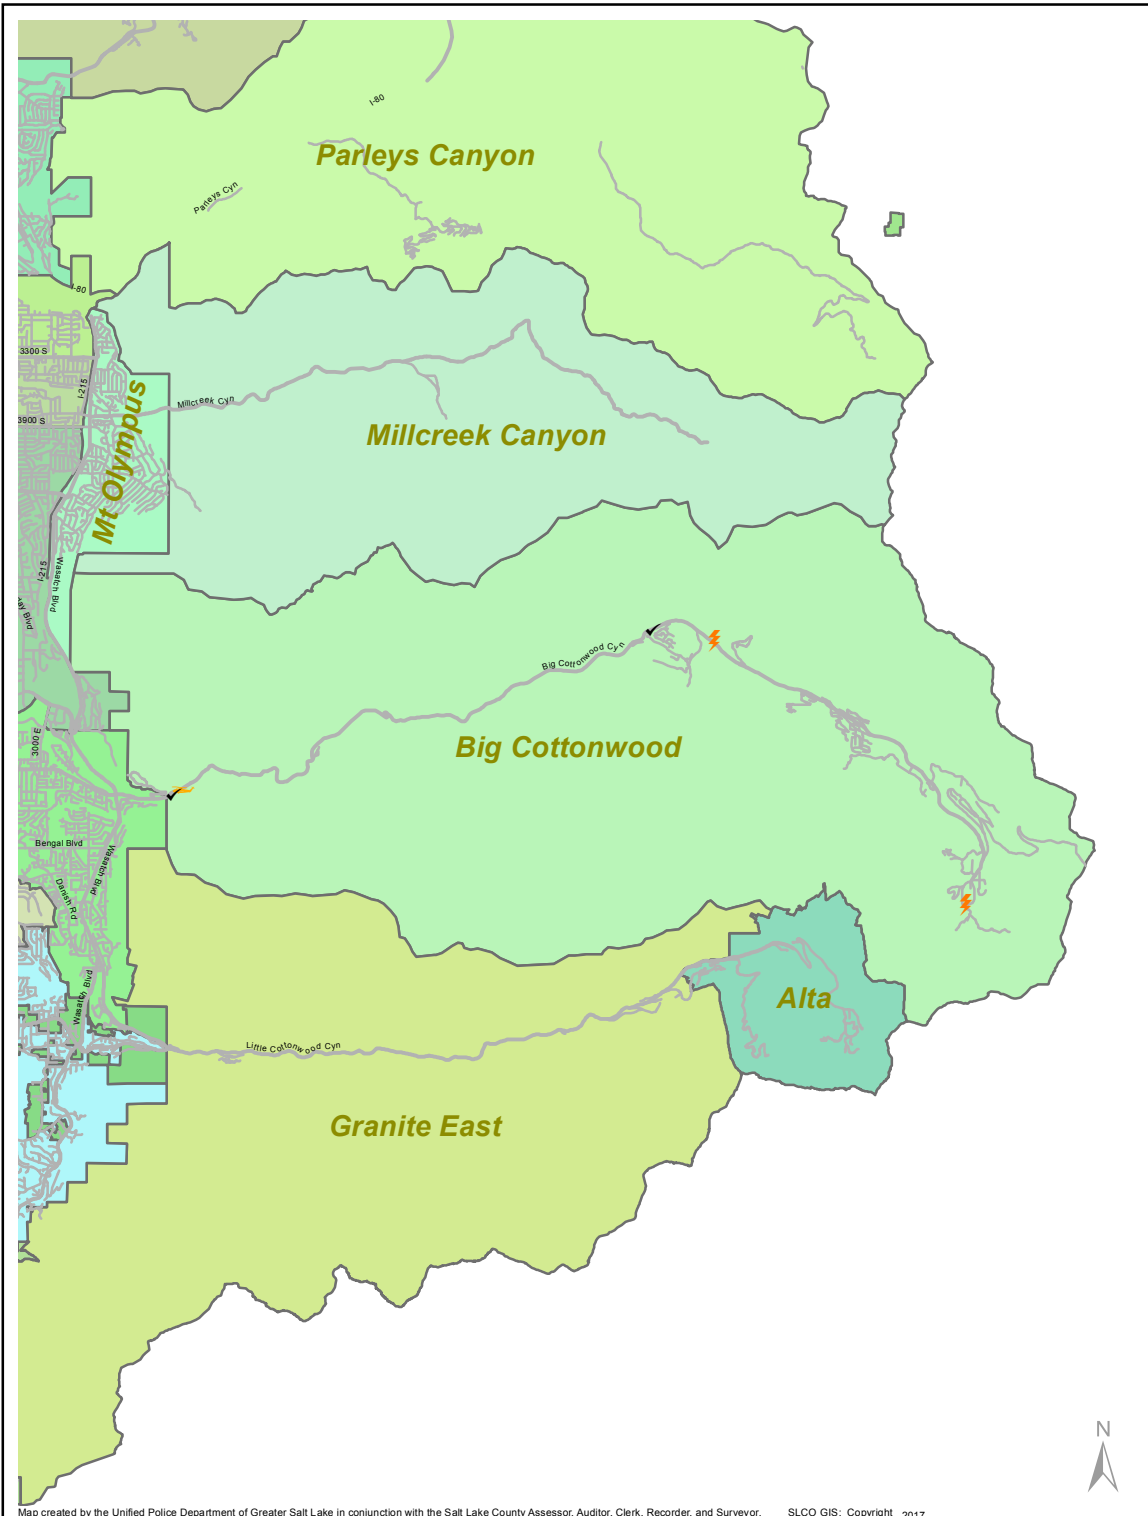 I-80
Parleys Canyon
Parleys Cyn
I-80
3300 S
I-215
Mt Olympus
Millcreek Cyn
3900 S
Millcreek Canyon
I-215
Wasatch Blvd
Blvd
Big Cottonwood Cyn
3000 E
Big Cottonwood
Bengal Blvd
Wasatch Blvd
Danish Rd
Wasatch Blvd
Alta
Little Cottonwood Cyn
Granite East
N
Map created by the Unified Police Department of Greater Salt Lake in conjunction with the Salt Lake County Assessor, Auditor, Clerk, Recorder, and Surveyor. SLCO GIS: Copyright 2017